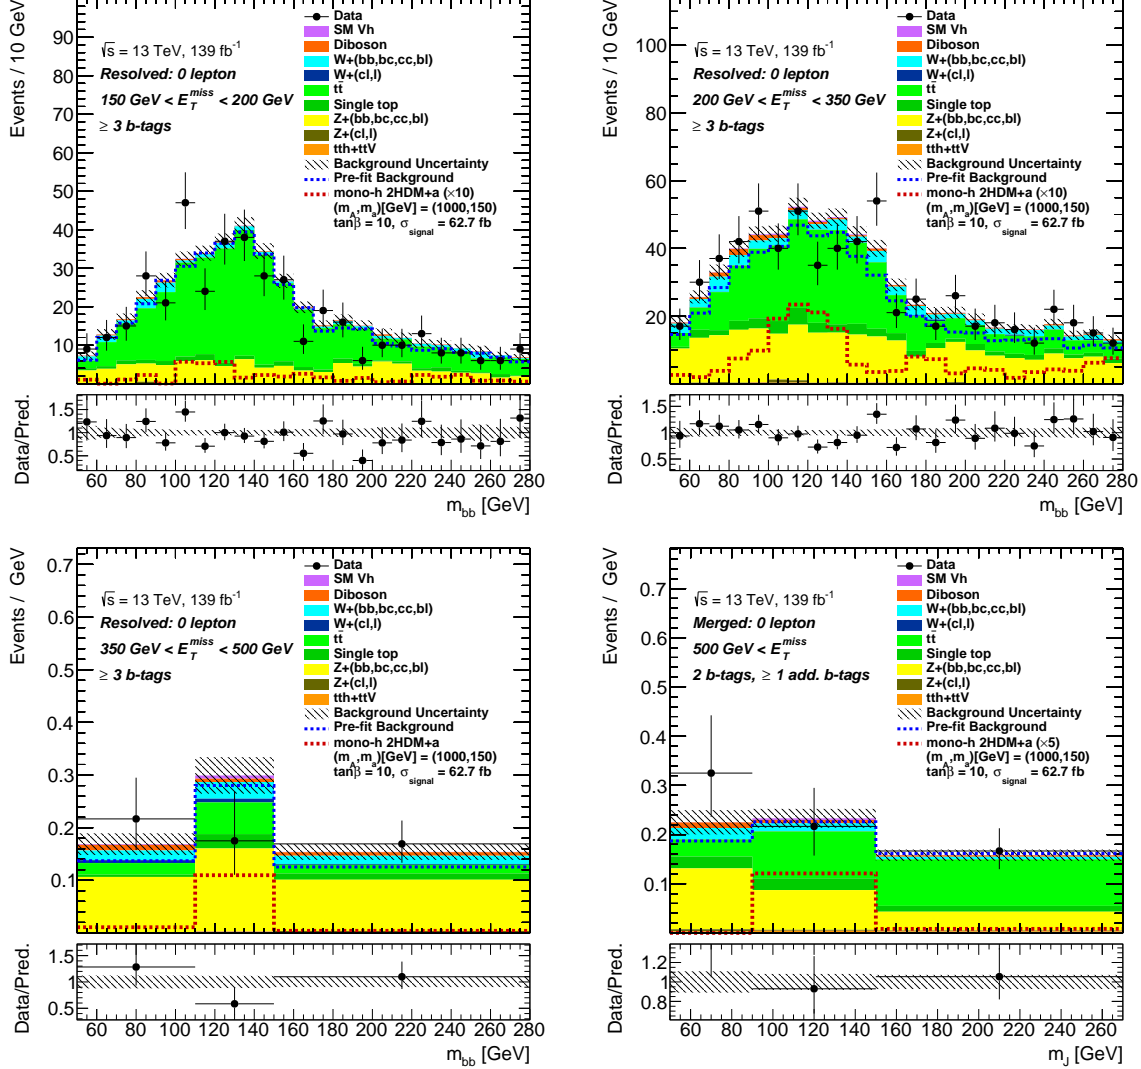 Events / 10 GeV
90
80
70
60
50
40
30
20
10
√s = 13 TeV, 139 fb⁻¹
Resolved: 0 lepton
150 GeV < E_T^miss < 200 GeV
≥ 3 b-tags
Data
SM Vh
Diboson
W+(bb,bc,cc,bl)
W+(cl,l)
tt̄
Single top
Z+(bb,bc,cc,bl)
Z+(cl,l)
tth+ttV
Background Uncertainty
Pre-fit Background
mono-h 2HDM+a (×10)
(m_A,m_a)[GeV] = (1000,150)
tanβ = 10, σ_signal = 62.7 fb
Data/Pred.
1.5
1
0.5
60 80 100 120 140 160 180 200 220 240 260 280
m_bb [GeV]
Events / 10 GeV
100
80
60
40
20
√s = 13 TeV, 139 fb⁻¹
Resolved: 0 lepton
200 GeV < E_T^miss < 350 GeV
≥ 3 b-tags
Data
SM Vh
Diboson
W+(bb,bc,cc,bl)
W+(cl,l)
tt̄
Single top
Z+(bb,bc,cc,bl)
Z+(cl,l)
tth+ttV
Background Uncertainty
Pre-fit Background
mono-h 2HDM+a (×10)
(m_A,m_a)[GeV] = (1000,150)
tanβ = 10, σ_signal = 62.7 fb
Data/Pred.
1.5
1
0.5
60 80 100 120 140 160 180 200 220 240 260 280
m_bb [GeV]
Events / GeV
0.7
0.6
0.5
0.4
0.3
0.2
0.1
√s = 13 TeV, 139 fb⁻¹
Resolved: 0 lepton
350 GeV < E_T^miss < 500 GeV
≥ 3 b-tags
Data
SM Vh
Diboson
W+(bb,bc,cc,bl)
W+(cl,l)
tt̄
Single top
Z+(bb,bc,cc,bl)
Z+(cl,l)
tth+ttV
Background Uncertainty
Pre-fit Background
mono-h 2HDM+a
(m_A,m_a)[GeV] = (1000,150)
tanβ = 10, σ_signal = 62.7 fb
Data/Pred.
1.5
1
0.5
60 80 100 120 140 160 180 200 220 240 260 280
m_bb [GeV]
Events / GeV
0.7
0.6
0.5
0.4
0.3
0.2
0.1
√s = 13 TeV, 139 fb⁻¹
Merged: 0 lepton
500 GeV < E_T^miss
2 b-tags, ≥ 1 add. b-tags
Data
SM Vh
Diboson
W+(bb,bc,cc,bl)
W+(cl,l)
tt̄
Single top
Z+(bb,bc,cc,bl)
Z+(cl,l)
tth+ttV
Background Uncertainty
Pre-fit Background
mono-h 2HDM+a (×5)
(m_A,m_a)[GeV] = (1000,150)
tanβ = 10, σ_signal = 62.7 fb
Data/Pred.
1.2
1
0.8
60 80 100 120 140 160 180 200 220 240 260
m_J [GeV]